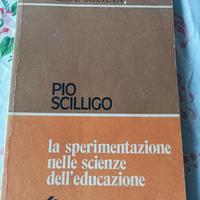 PIO
SCILLIGO
la sperimentazione
nelle scienze
dell'educazione